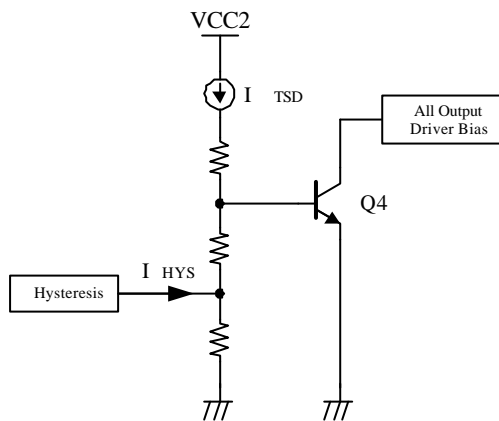 VCC2
I TSD
All Output
Driver Bias
Q4
I HYS
Hysteresis